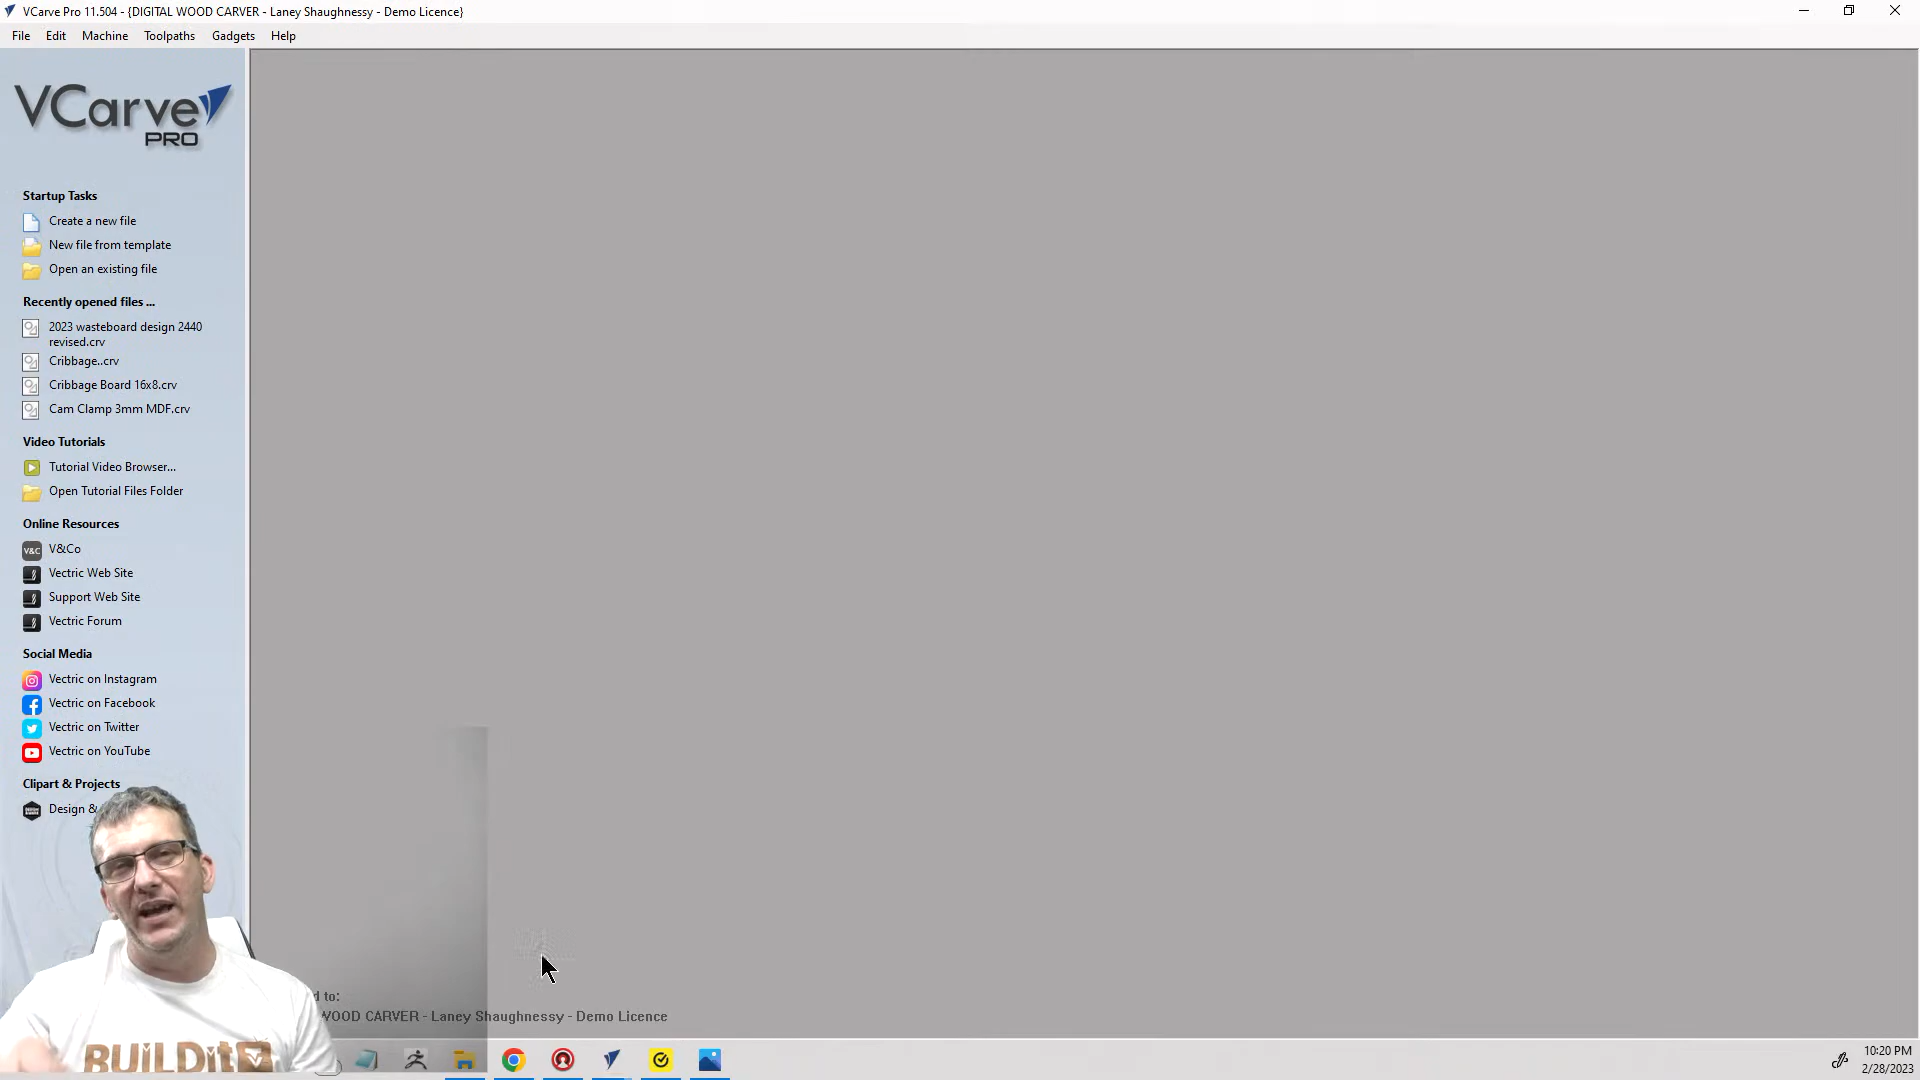 VCarve Pro 11.504 - {DIGITAL WOOD CARVER - Laney Shaughnessy - Demo Licence}
File Edit Machine Toolpaths Gadgets Help
VCarve
PRO
Startup Tasks
Create a new file
New file from template
Open an existing file
Recently opened files ...
2023 wasteboard design 2440
revised.crv
Cribbage..crv
Cribbage Board 16x8.crv
Cam Clamp 3mm MDF.crv
Video Tutorials
Tutorial Video Browser...
Open Tutorial Files Folder
Online Resources
V&C V&Co
Vectric Web Site
Support Web Site
Vectric Forum
Social Media
Vectric on Instagram
Vectric on Facebook
Vectric on Twitter
Vectric on YouTube
Clipart & Projects
Design &
d to:
WOOD CARVER - Laney Shaughnessy - Demo Licence
BUILDit
10:20 PM
2/28/2023